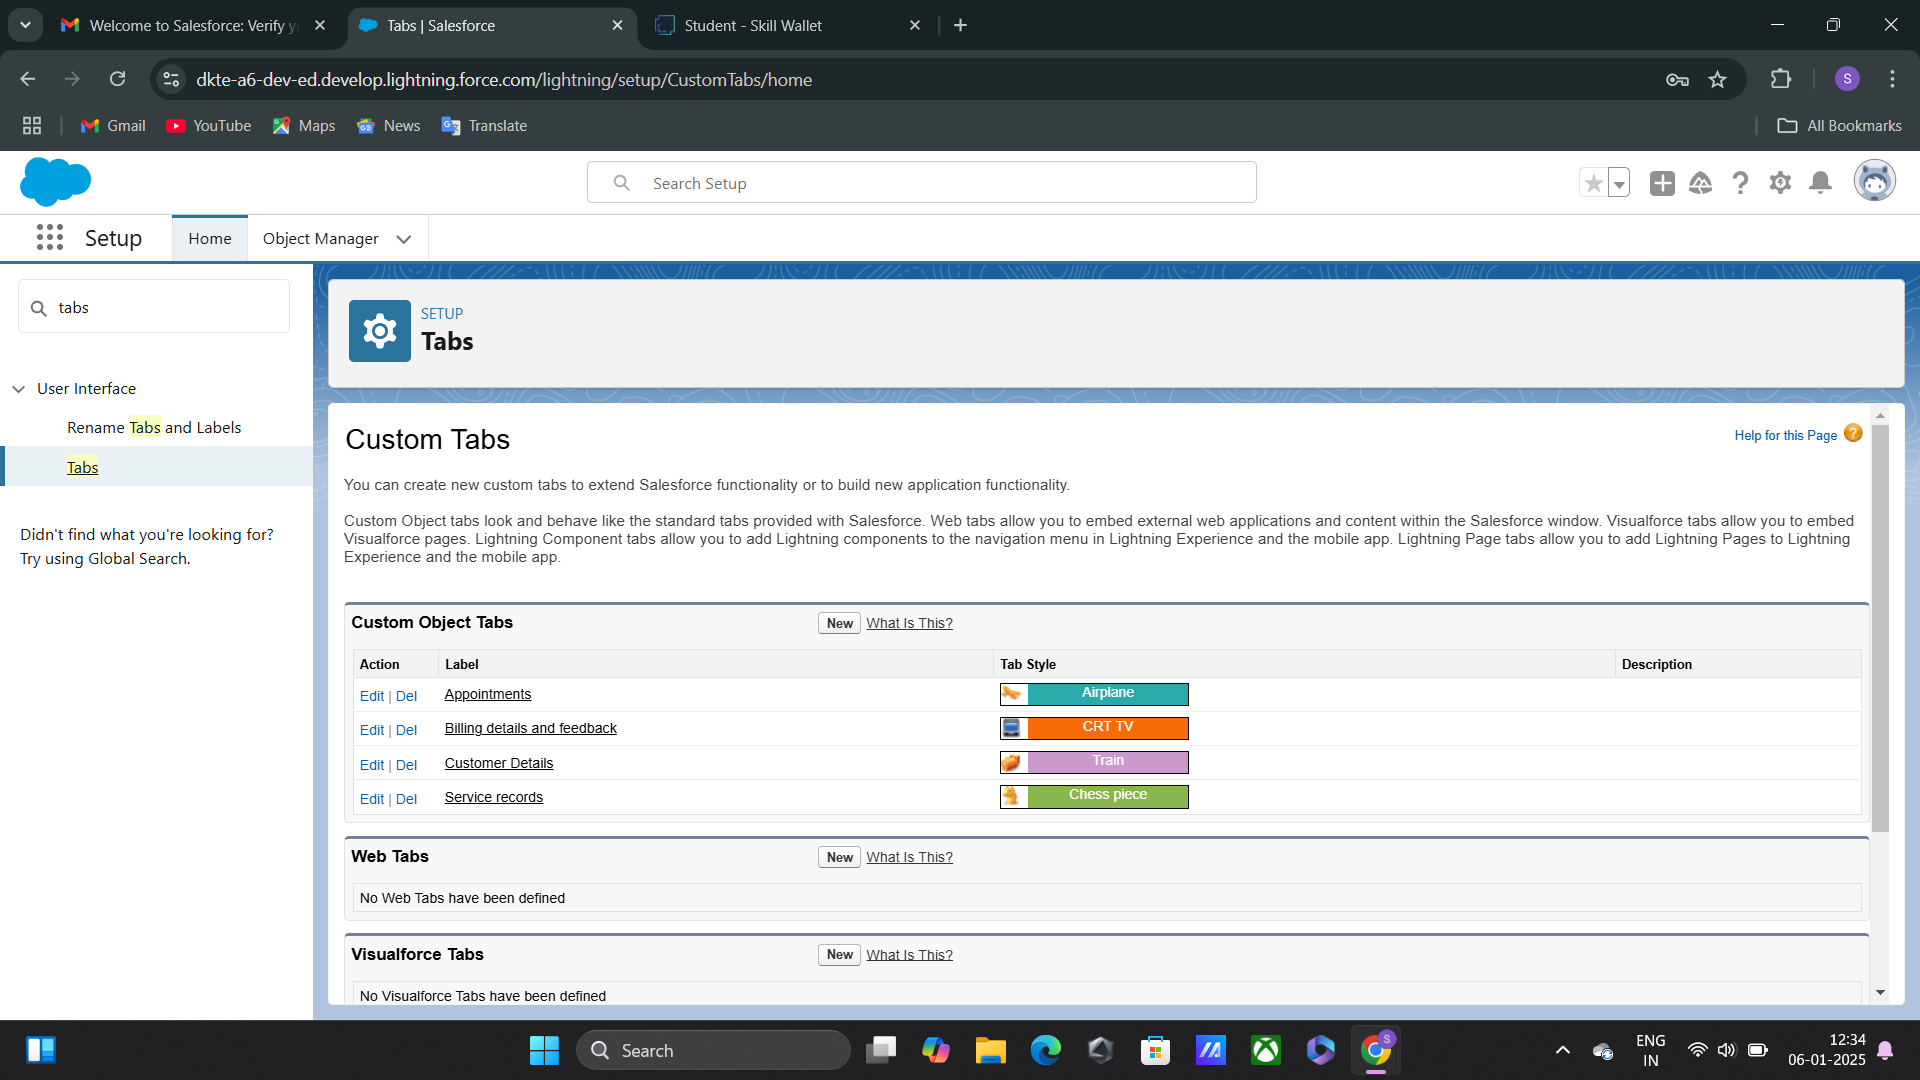 Welcome to Salesforce: Verify y
Tabs | Salesforce
Student - Skill Wallet
dkte-a6-dev-ed.develop.lightning.force.com/lightning/setup/CustomTabs/home
S
Gmail
YouTube
Maps
News
Translate
All Bookmarks
Search Setup
Setup
Home
Object Manager
tabs
User Interface
Rename Tabs and Labels
Tabs
Didn't find what you're looking for?
Try using Global Search.
SETUP
Tabs
Custom Tabs
Help for this Page
You can create new custom tabs to extend Salesforce functionality or to build new application functionality.
Custom Object tabs look and behave like the standard tabs provided with Salesforce. Web tabs allow you to embed external web applications and content within the Salesforce window. Visualforce tabs allow you to embed
Visualforce pages. Lightning Component tabs allow you to add Lightning components to the navigation menu in Lightning Experience and the mobile app. Lightning Page tabs allow you to add Lightning Pages to Lightning
Experience and the mobile app.
Custom Object Tabs
New
What Is This?
Action
Label
Tab Style
Description
Edit | Del
Appointments
Airplane
Edit | Del
Billing details and feedback
CRT TV
Edit | Del
Customer Details
Train
Edit | Del
Service records
Chess piece
Web Tabs
New
What Is This?
No Web Tabs have been defined
Visualforce Tabs
New
What Is This?
No Visualforce Tabs have been defined
Search
S
ENG
IN
12:34
06-01-2025